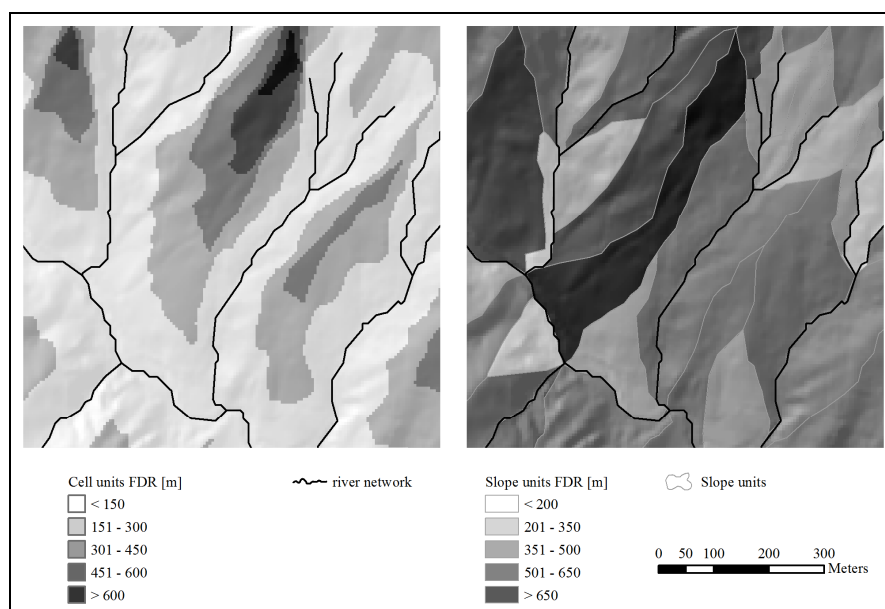 Cell units FDR [m]
< 150
151 - 300
301 - 450
451 - 600
> 600
river network
Slope units FDR [m]
< 200
201 - 350
351 - 500
501 - 650
> 650
Slope units
0 50 100 200 300
Meters